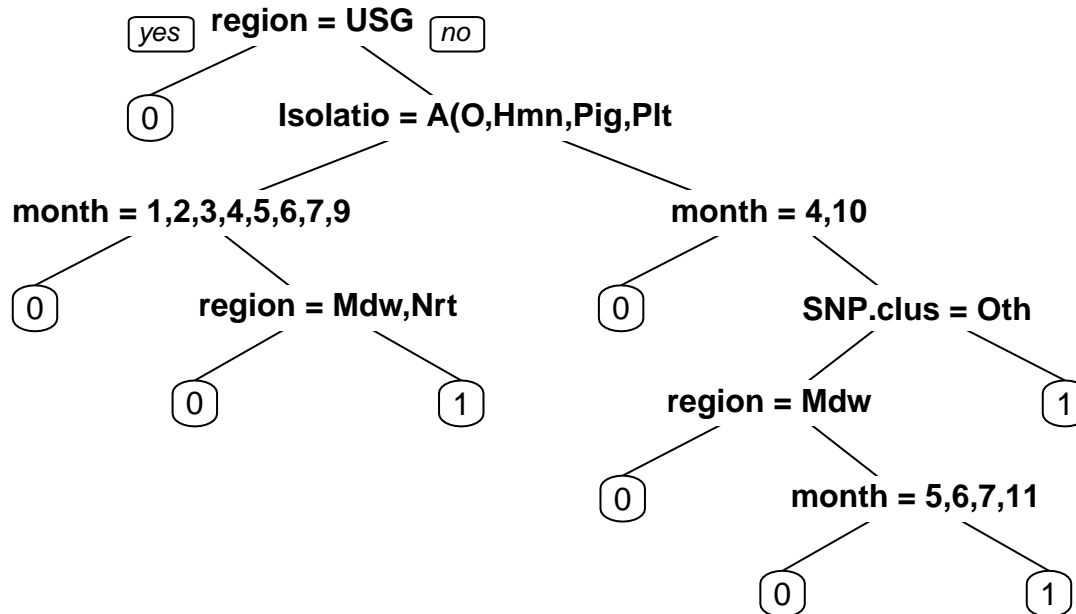 yes region = USG no
0 Isolatio = A(O,Hmn,Pig,Plt
month = 1,2,3,4,5,6,7,9 month = 4,10
0 region = Mdw,Nrt 0 SNP.clus = Oth
0 1 region = Mdw 1
0 month = 5,6,7,11
0 1